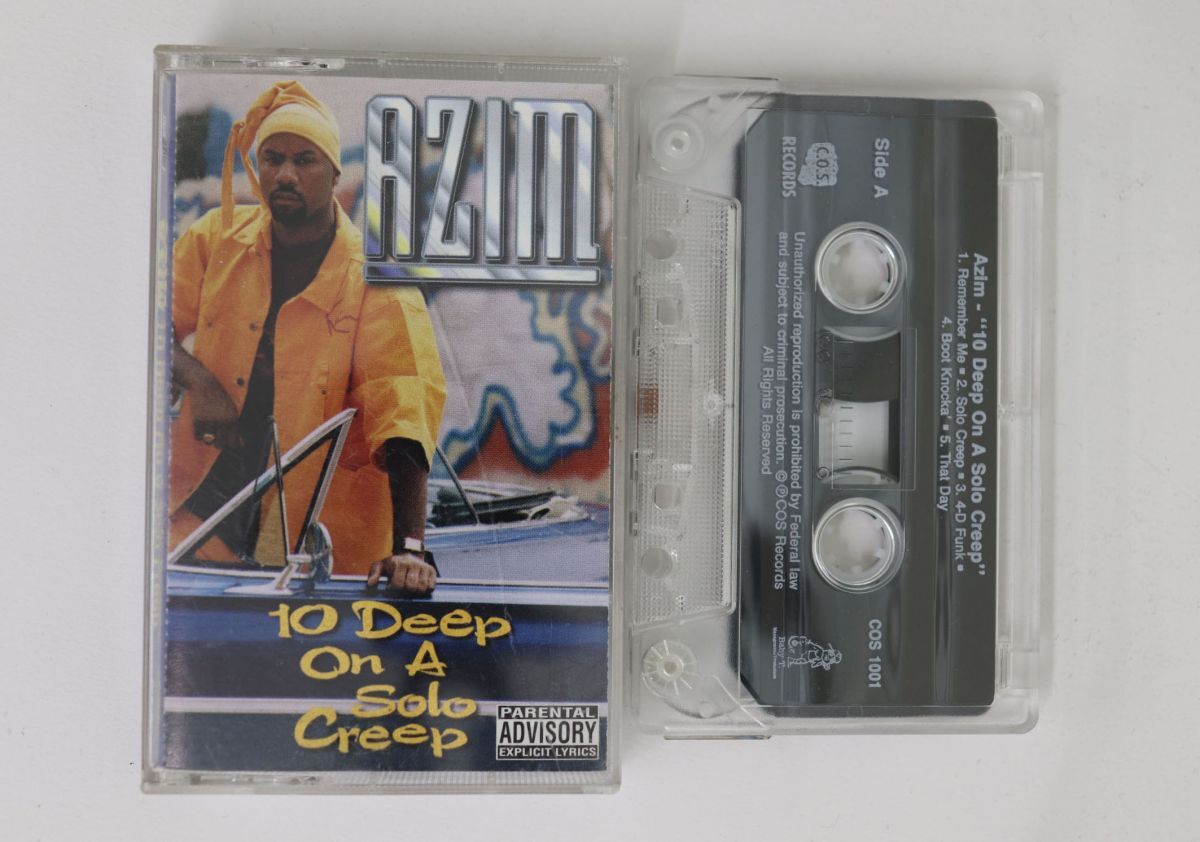 AZIM
10 Deep
On A
Solo
Creep
PARENTAL
ADVISORY
EXPLICIT LYRICS
Azim - "10 Deep On A Solo Creep"
1. Remember Me ▪ 2. Solo Creep ▪ 3. 4-D Funk ▪
4. Boot Knocka' ▪ 5. That Day
Side A
COS 1001
C.O.S.
RECORDS
Unauthorized reproduction is prohibited by Federal law
and subject to criminal prosecution. © ℗ COS Records
All Rights Reserved
Baby T.